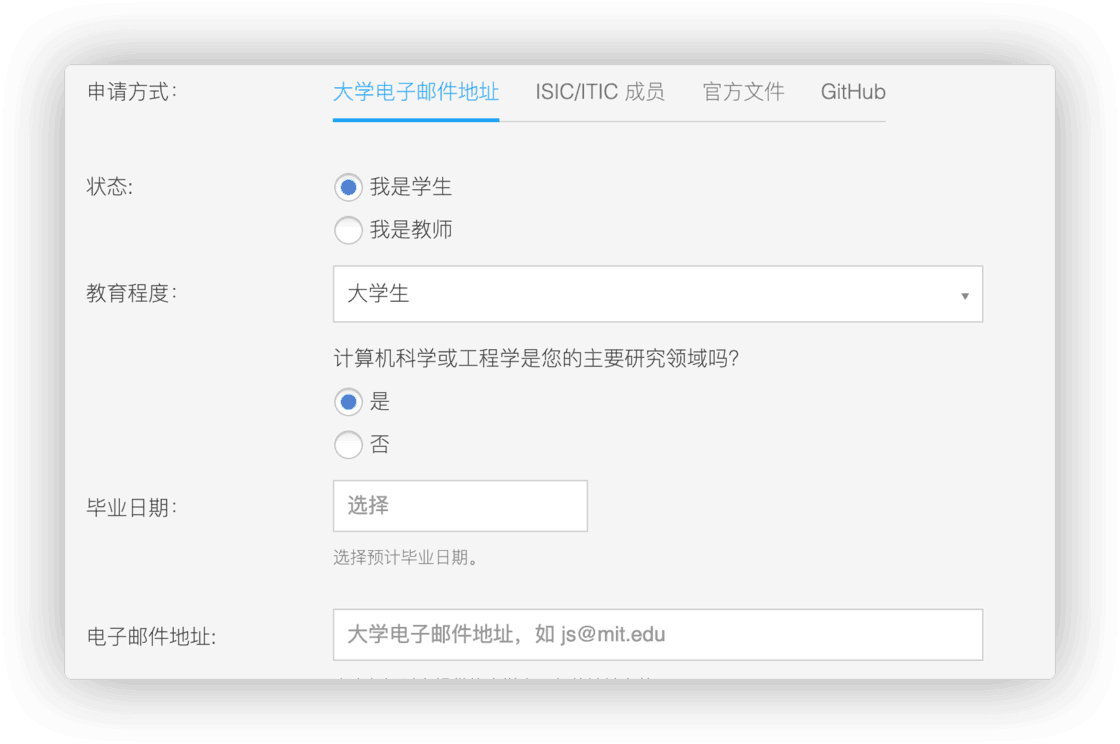 申请方式: 大学电子邮件地址 ISIC/ITIC 成员 官方文件 GitHub
状态: 我是学生
我是教师
教育程度: 大学生
计算机科学或工程学是您的主要研究领域吗?
是
否
毕业日期: 选择
选择预计毕业日期。
电子邮件地址: 大学电子邮件地址，如 js@mit.edu